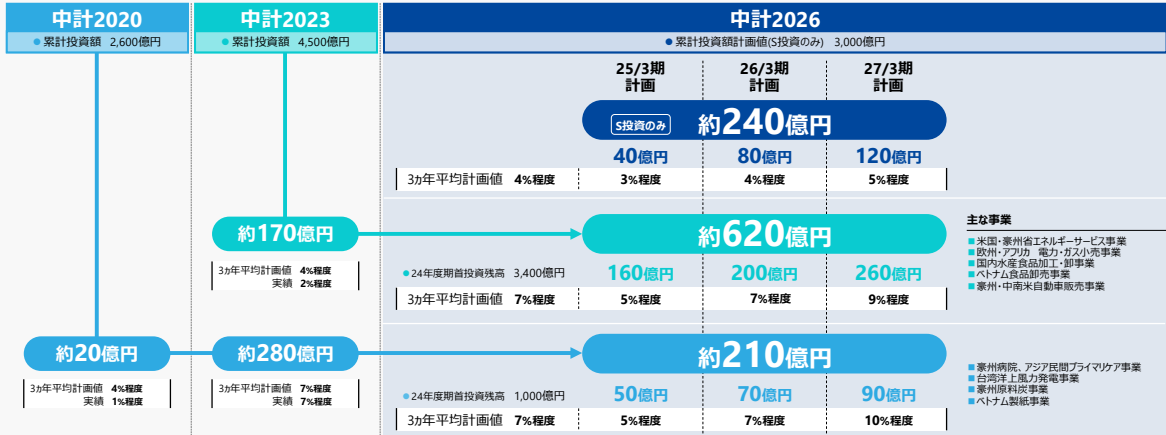 中計2020
● 累計投資額 2,600億円
中計2023
● 累計投資額 4,500億円
中計2026
● 累計投資額計画値(S投資のみ) 3,000億円
25/3期
計画
26/3期
計画
27/3期
計画
S投資のみ 約240億円
40億円 80億円 120億円
3ヵ年平均計画値 4%程度 3%程度 4%程度 5%程度
約170億円
3ヵ年平均計画値 4%程度
実績 2%程度
約620億円
● 24年度期首投資残高 3,400億円 160億円 200億円 260億円
3ヵ年平均計画値 7%程度 5%程度 7%程度 9%程度
主な事業
■ 米国・豪州省エネルギーサービス事業
■ 欧州・アフリカ 電力・ガス小売事業
■ 国内水産食品加工・卸事業
■ ベトナム食品卸売事業
■ 豪州・中南米自動車販売事業
約20億円
3ヵ年平均計画値 4%程度
実績 1%程度
約280億円
3ヵ年平均計画値 7%程度
実績 7%程度
約210億円
● 24年度期首投資残高 1,000億円 50億円 70億円 90億円
3ヵ年平均計画値 7%程度 5%程度 7%程度 10%程度
■ 豪州病院、アジア民間プライマリケア事業
■ 台湾洋上風力発電事業
■ 豪州原料炭事業
■ ベトナム製紙事業